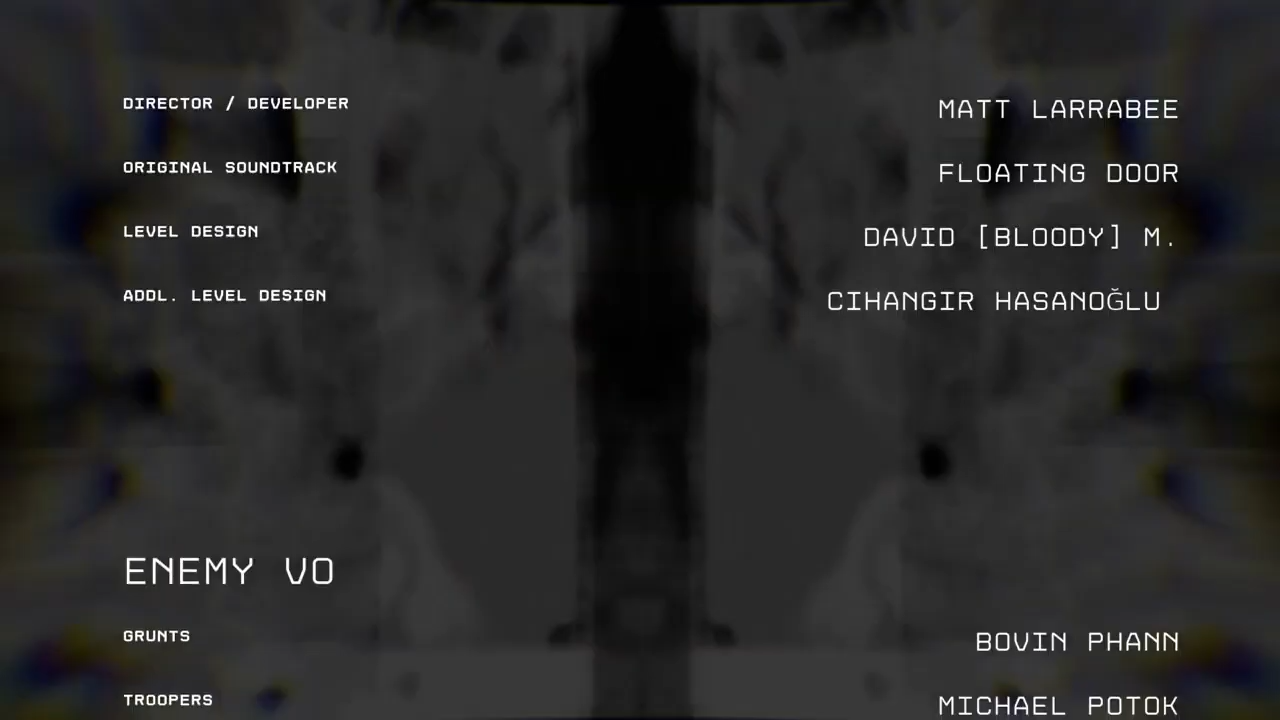 DIRECTOR / DEVELOPER MATT LARRABEE
ORIGINAL SOUNDTRACK FLOATING DOOR
LEVEL DESIGN DAVID [BLOODY] M.
ADDL. LEVEL DESIGN CIHANGIR HASANOĞLU
ENEMY VO
GRUNTS BOVIN PHANN
TROOPERS MICHAEL POTOK